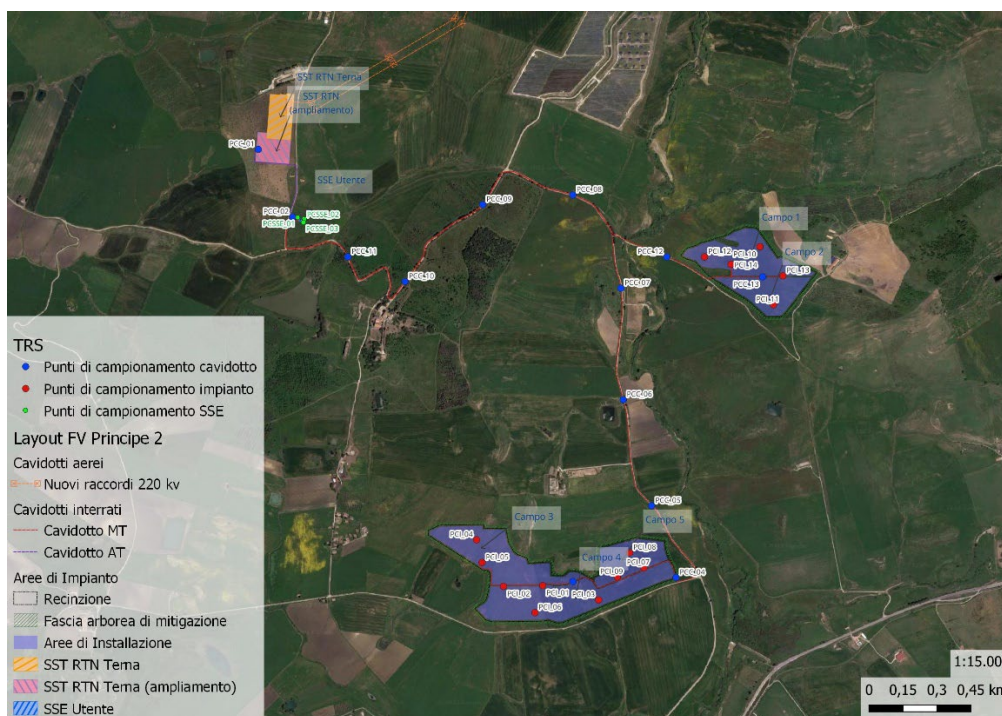 SST RTN Terna
SST RTN
(ampliamento)
PCC_01
SSE Utente
PCC_02
PCSSE_02
PCSSE_01
PCSSE_03
PCC_11
PCC_10
PCC_09
PCC_08
PCC_12
PCC_07
Campo 1
PCI_10
PCI_12
Campo 2
PCI_14
PCI_13
PCC_13
PCI_11
PCC_06
PCC_05
Campo 3
Campo 5
PCI_04
PCI_05
Campo 4
PCI_08
PCI_07
PCI_09
PCC_04
PCI_02
PCI_01
PCI_03
PCI_06
TRS
Punti di campionamento cavidotto
Punti di campionamento impianto
Punti di campionamento SSE
Layout FV Principe 2
Cavidotti aerei
Nuovi raccordi 220 kv
Cavidotti interrati
Cavidotto MT
Cavidotto AT
Aree di Impianto
Recinzione
Fascia arborea di mitigazione
Aree di Installazione
SST RTN Terna
SST RTN Terna (ampliamento)
SSE Utente
1:15.00
0 0,15 0,3 0,45 km